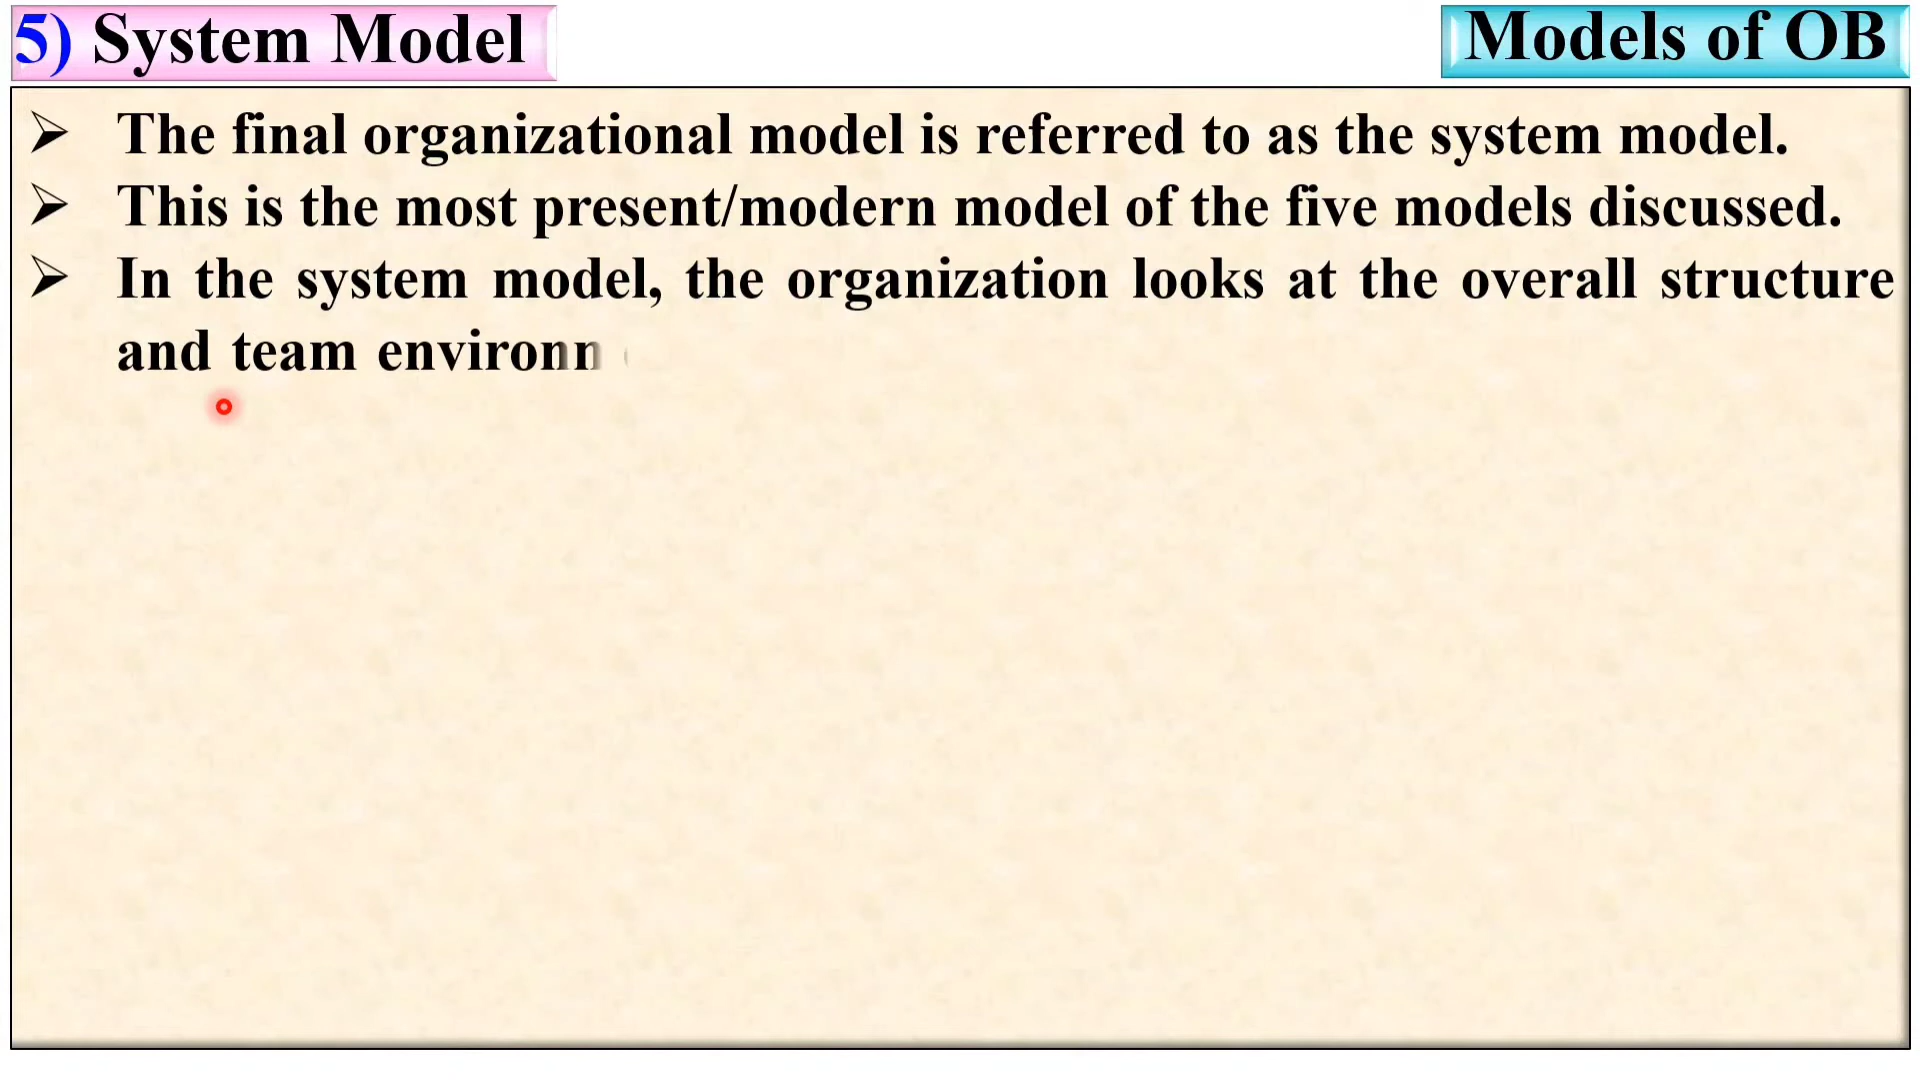 5) System Model
Models of OB
➢ The final organizational model is referred to as the system model.
➢ This is the most present/modern model of the five models discussed.
➢ In the system model, the organization looks at the overall structure
and team